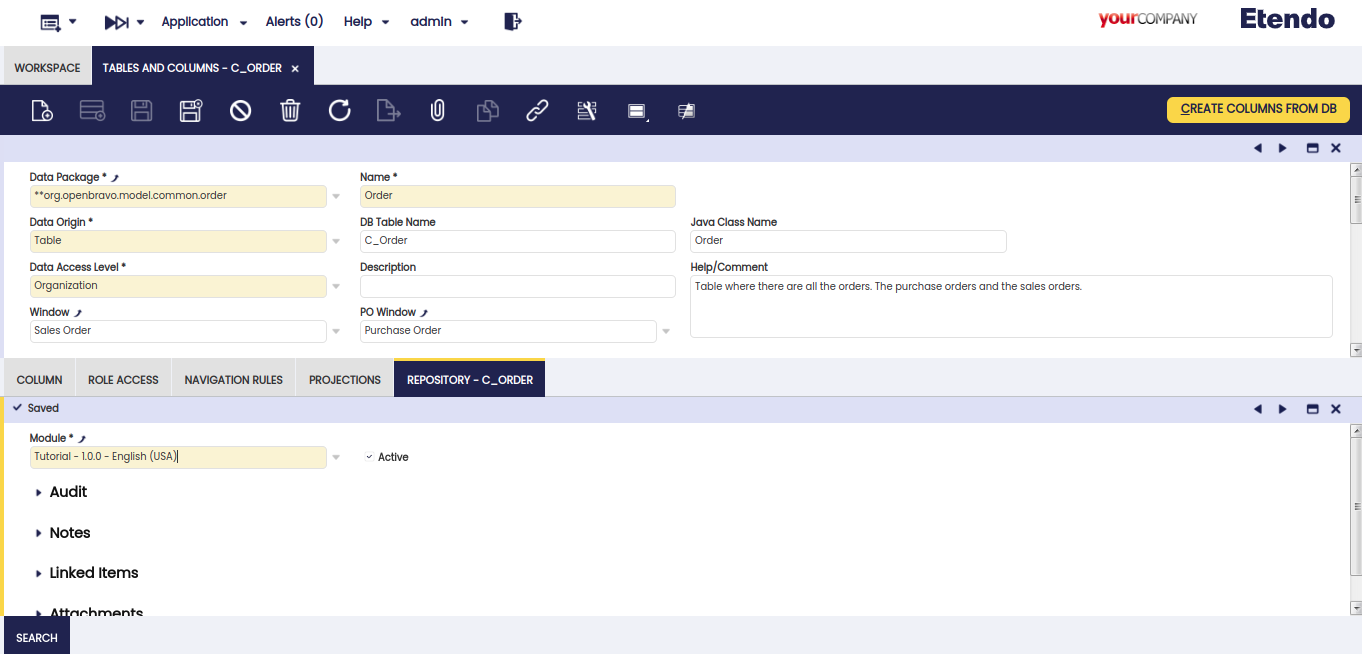 Application Alerts (0) Help admin yourCOMPANY Etendo
WORKSPACE TABLES AND COLUMNS - C_ORDER
CREATE COLUMNS FROM DB
Data Package * Name *
**org.openbravo.model.common.order Order
Data Origin * DB Table Name Java Class Name
Table C_Order Order
Data Access Level * Description Help/Comment
Organization Table where there are all the orders. The purchase orders and the sales orders.
Window PO Window
Sales Order Purchase Order
COLUMN ROLE ACCESS NAVIGATION RULES PROJECTIONS REPOSITORY - C_ORDER
Saved
Module *
Tutorial - 1.0.0 - English (USA) Active
Audit
Notes
Linked Items
Attachments
SEARCH